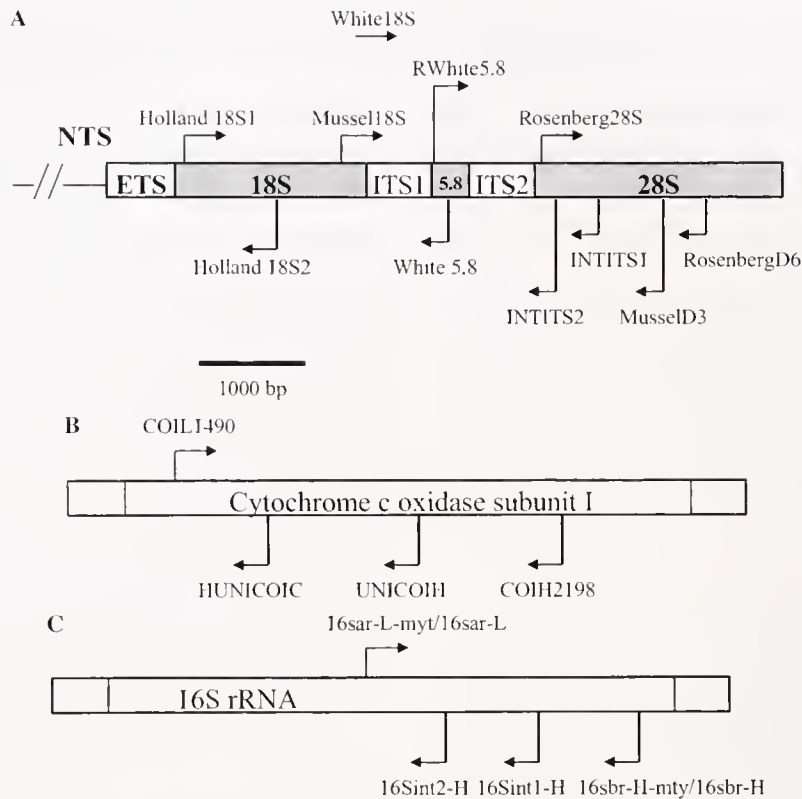 A
White18S
RWhite5.8
Holland 18S1 Mussel18S Rosenberg28S
NTS
ETS 18S ITS1 5.8 ITS2 28S
Holland 18S2 White 5.8 INTITS1 RosenbergD6
INTITS2 MusselD3
1000 bp
B
COIL1490
Cytochrome c oxidase subunit I
HUNICOIC UNICOIH COIH2198
C
16sar-L-myt/16sar-L
16S rRNA
16Sint2-H 16Sint1-H 16sbr-H-mty/16sbr-H